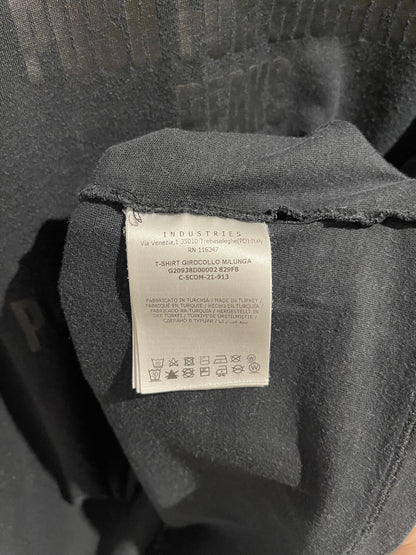 INDUSTRIES
Via Venezia,1 35010 Trebaseleghe(PD) Italy
RN 116347
T-SHIRT GIROCOLLO MILUNGA
G20938D00002 829FB
C-SCOM-21-913
FABBRICATO IN TURCHIA / MADE IN TURKEY /
FABRIQUÉ EN TURQUIE / HECHO EN TURQUÍA
FABRICADO NA TURQUIA / HERGESTELLT IN
DER TÜRKEI / TÜRKIYE'DE ÜRETILMIŞTIR /
СДЕЛАНО В ТУРЦИИ /